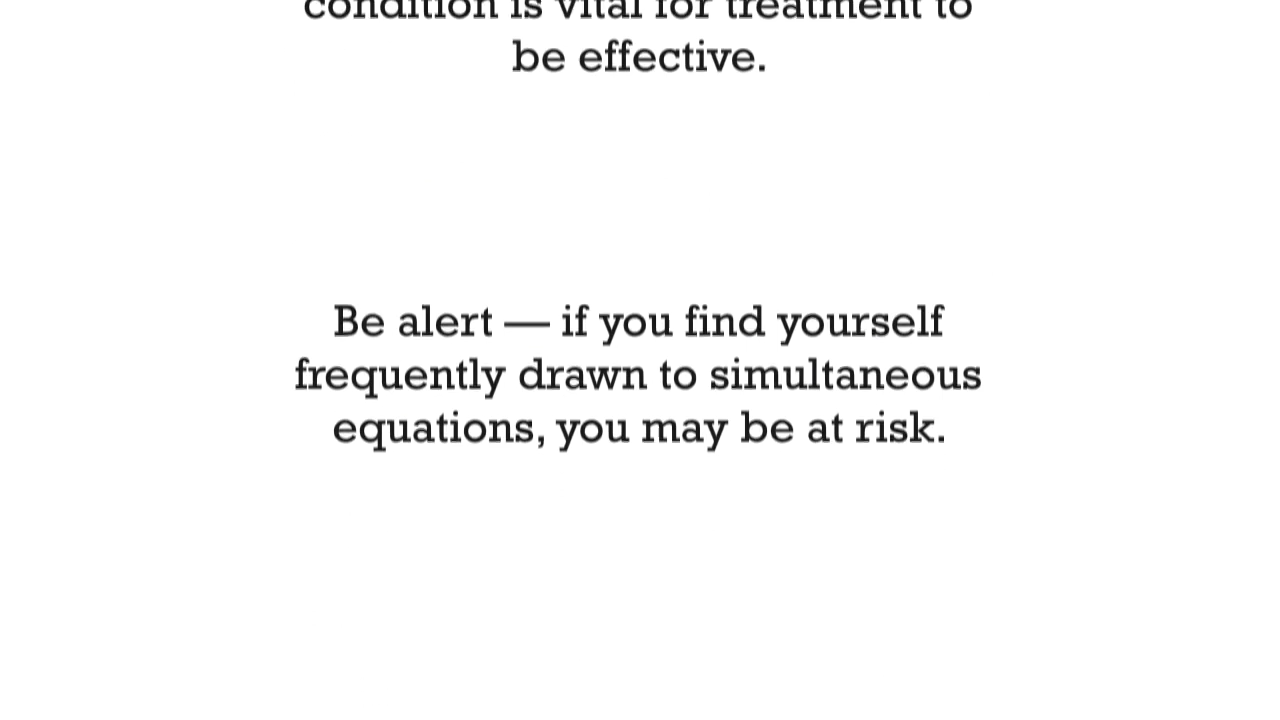 condition is vital for treatment to
be effective.
Be alert — if you find yourself
frequently drawn to simultaneous
equations, you may be at risk.